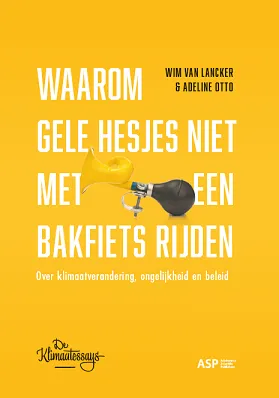 WIM VAN LANCKER
& ADELINE OTTO
WAAROM
GELE HESJES NIET
MET EEN
BAKFIETS RIJDEN
Over klimaatverandering, ongelijkheid en beleid
De
Klimaatessays
ASP